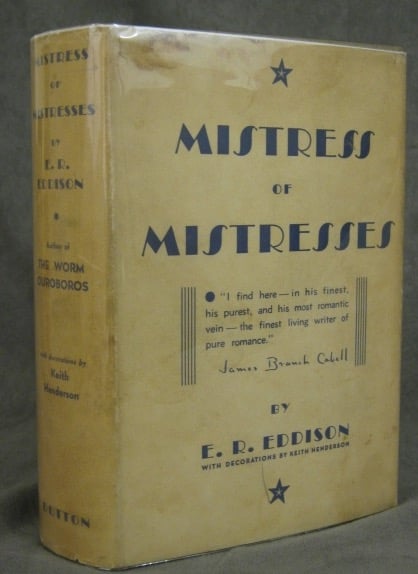 MISTRESS
OF
MISTRESSES
BY
E. R.
EDDISON
Author of
THE WORM
OUROBOROS
with decorations by
Keith
Henderson
DUTTON
MISTRESS
OF
MISTRESSES
"I find here—in his finest,
his purest, and his most romantic
vein—the finest living writer of
pure romance."
James Branch Cabell
BY
E. R. EDDISON
WITH DECORATIONS BY KEITH HENDERSON